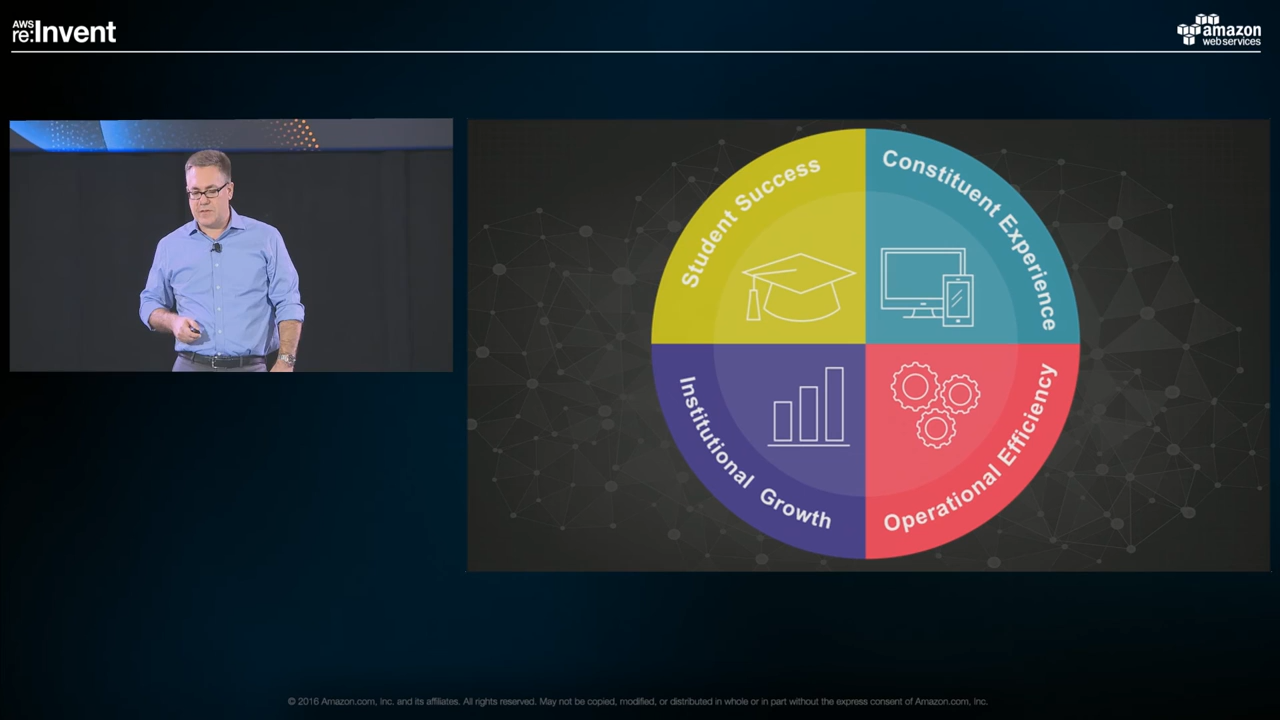 AWS
re:Invent
amazon
web services
Student Success
Constituent Experience
Institutional Growth
Operational Efficiency
© 2016 Amazon.com, Inc. and its affiliates. All rights reserved. May not be copied, modified, or distributed in whole or in part without the express consent of Amazon.com, Inc.